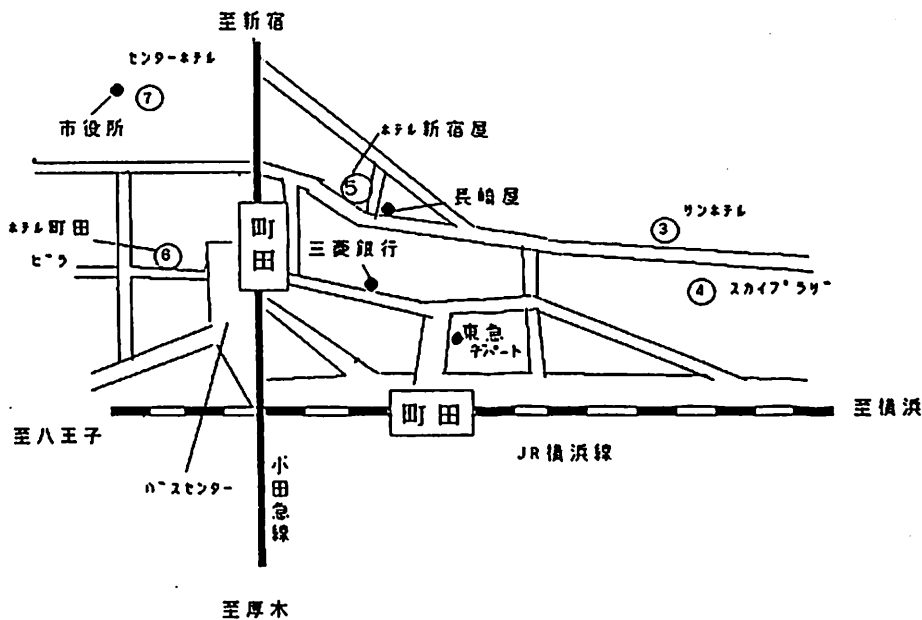 至新宿
センターホテル
⑦
市役所
ホテル新宿屋
⑤
長崎屋
サンホテル
③
ホテル町田
ビラ
⑥
町田
三菱銀行
④ スカイプラザ
東急
デパート
町田
至八王子
至横浜
JR横浜線
バスセンター
小田急線
至厚木